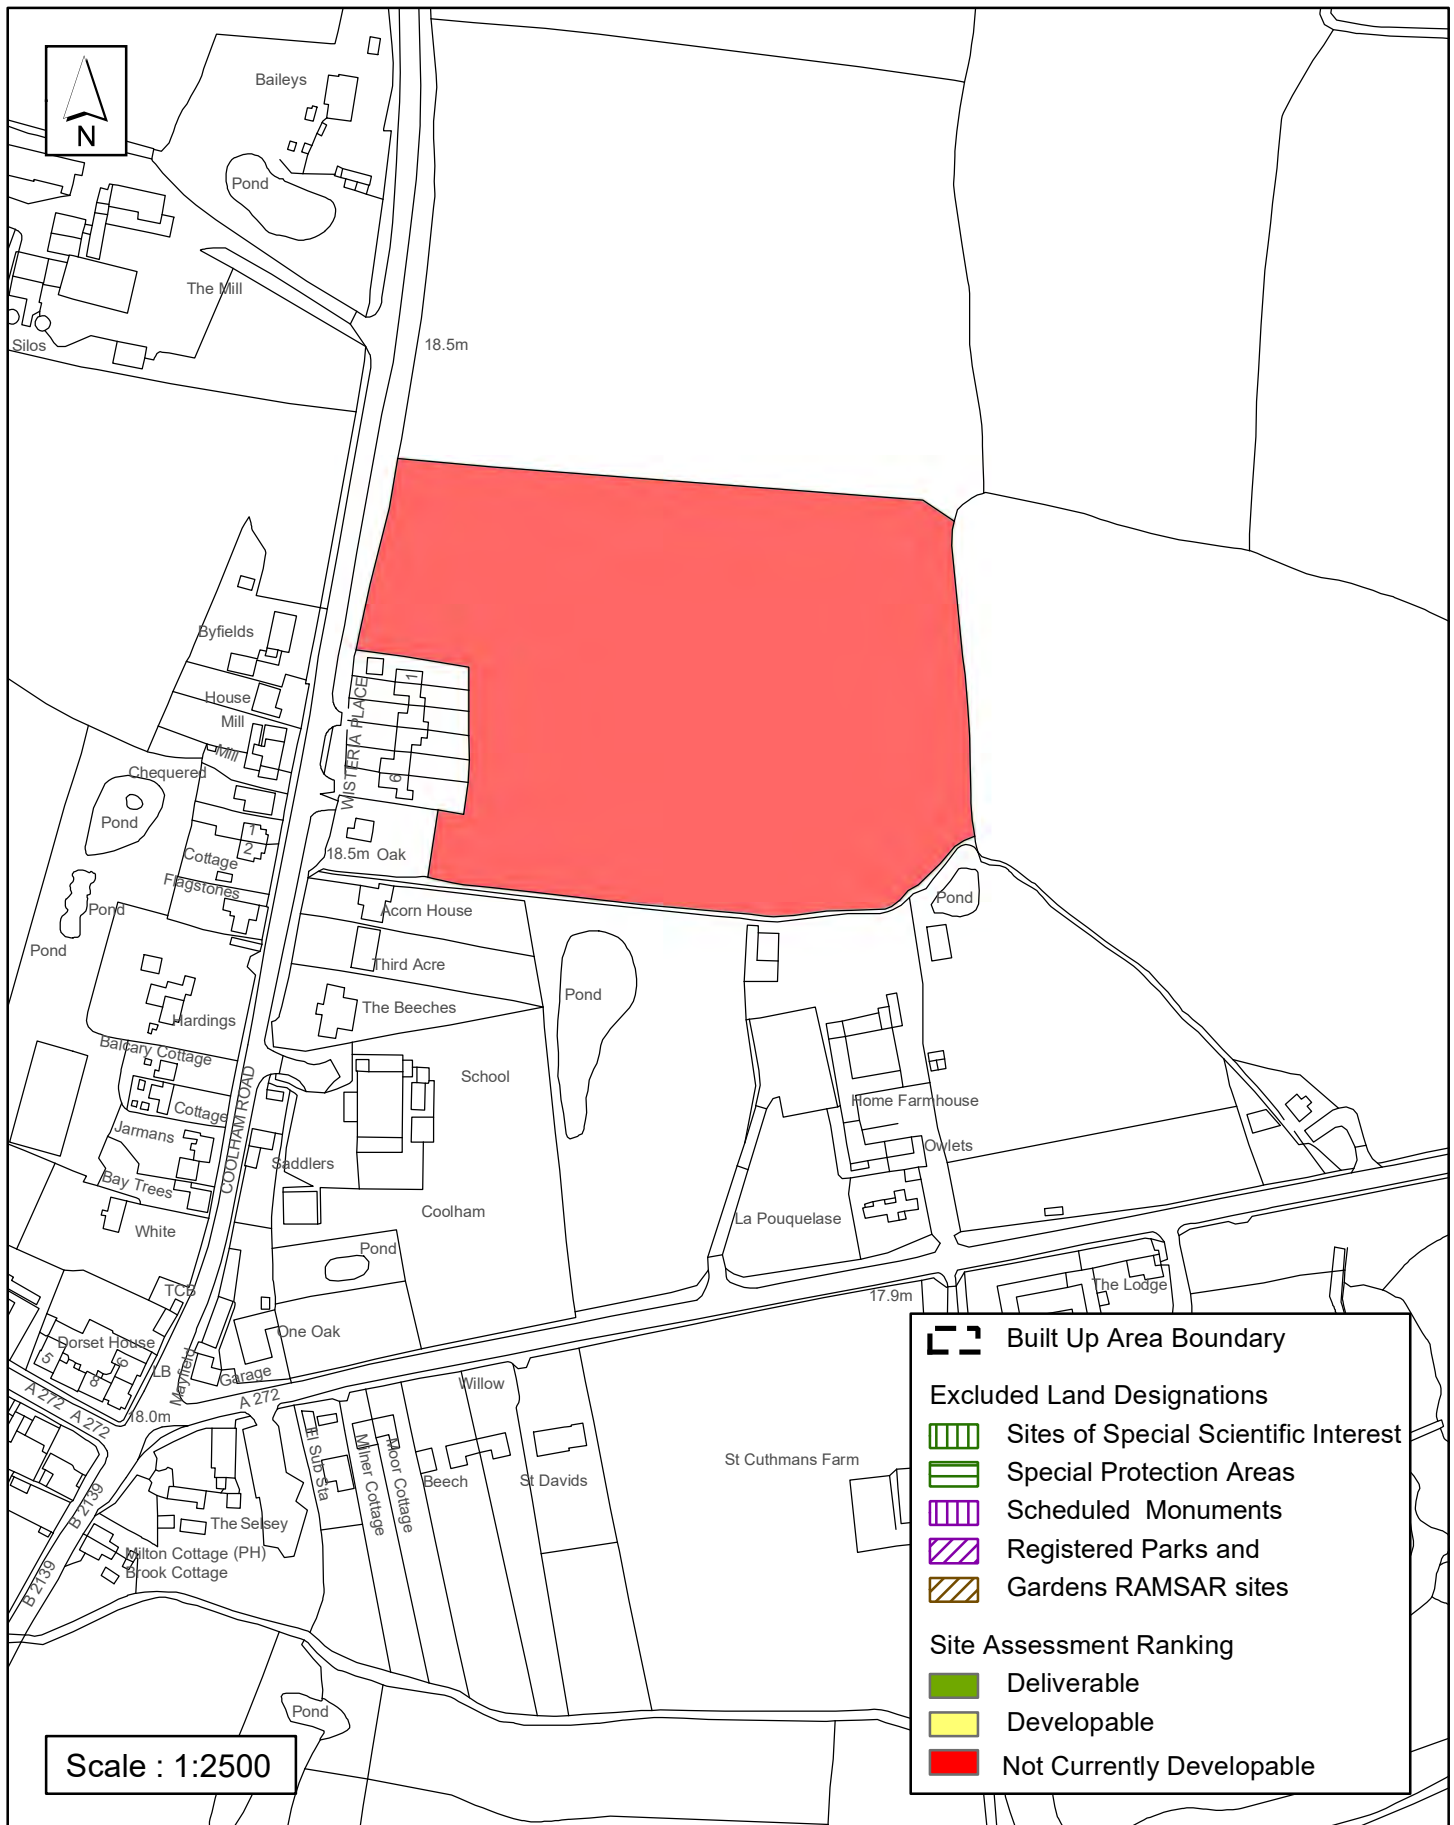 N
Baileys
Pond
The Mill
Silos
18.5m
Byfields
House
Mill
Mill
Chequered
Pond
WISTERIA PLACE
1
6
1
2
Cottage
18.5m Oak
Flagstones
Pond
Acorn House
Pond
Third Acre
Pond
Pond
The Beeches
Hardings
Balcary Cottage
School
COOLHAM ROAD
Cottage
Home Farmhouse
Jarmans
Owlets
Saddlers
Bay Trees
Coolham
La Pouquelase
White
Pond
TCB
The Lodge
17.9m
One Oak
Dorset House
5
8
6
LB
Mayfield
Garage
A 272
A 272
A 272
18.0m
Willow
El Sub Sta
Milner Cottage
Moor Cottage
Beech
St Davids
St Cuthmans Farm
B 2139
The Selsey
Milton Cottage (PH)
Brook Cottage
B 2139
Pond
Scale : 1:2500
Built Up Area Boundary
Excluded Land Designations
Sites of Special Scientific Interest
Special Protection Areas
Scheduled Monuments
Registered Parks and
Gardens RAMSAR sites
Site Assessment Ranking
Deliverable
Developable
Not Currently Developable